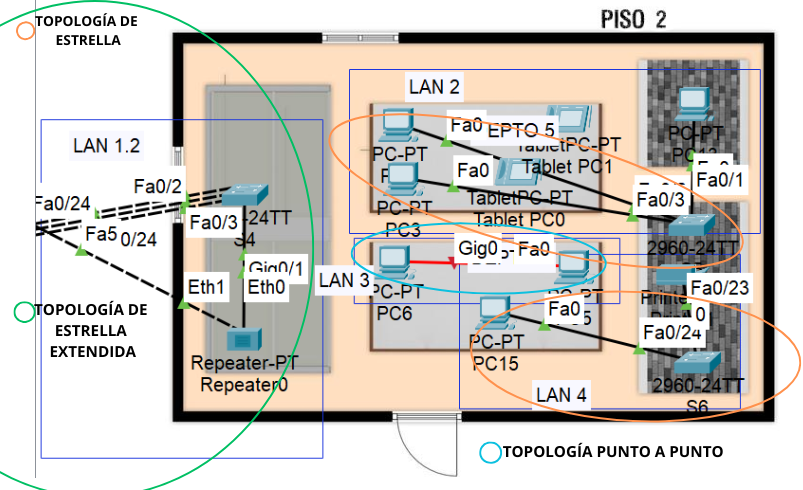 PISO 2
TOPOLOGÍA DE
ESTRELLA
LAN 2
LAN 1.2
Fa0
EPTO 5
TabletPC-PT
Tablet PC1
PC-PT
PC-PT
Fa0/1
Fa0
TabletPC-PT
Tablet PC0
PC-PT
PC3
Fa0/3
2960-24TT
Fa0/2
Fa0/24
Fa0/3
-24TT
S4
Fa5
0/24
Gig0/1
Eth0
Eth1
LAN 3
Gig0
Fa0
PC-PT
PC6
Fa0/23
Fa0
Fa0/24
PC-PT
PC15
2960-24TT
S6
LAN 4
Repeater-PT
Repeater0
TOPOLOGÍA DE
ESTRELLA
EXTENDIDA
TOPOLOGÍA PUNTO A PUNTO